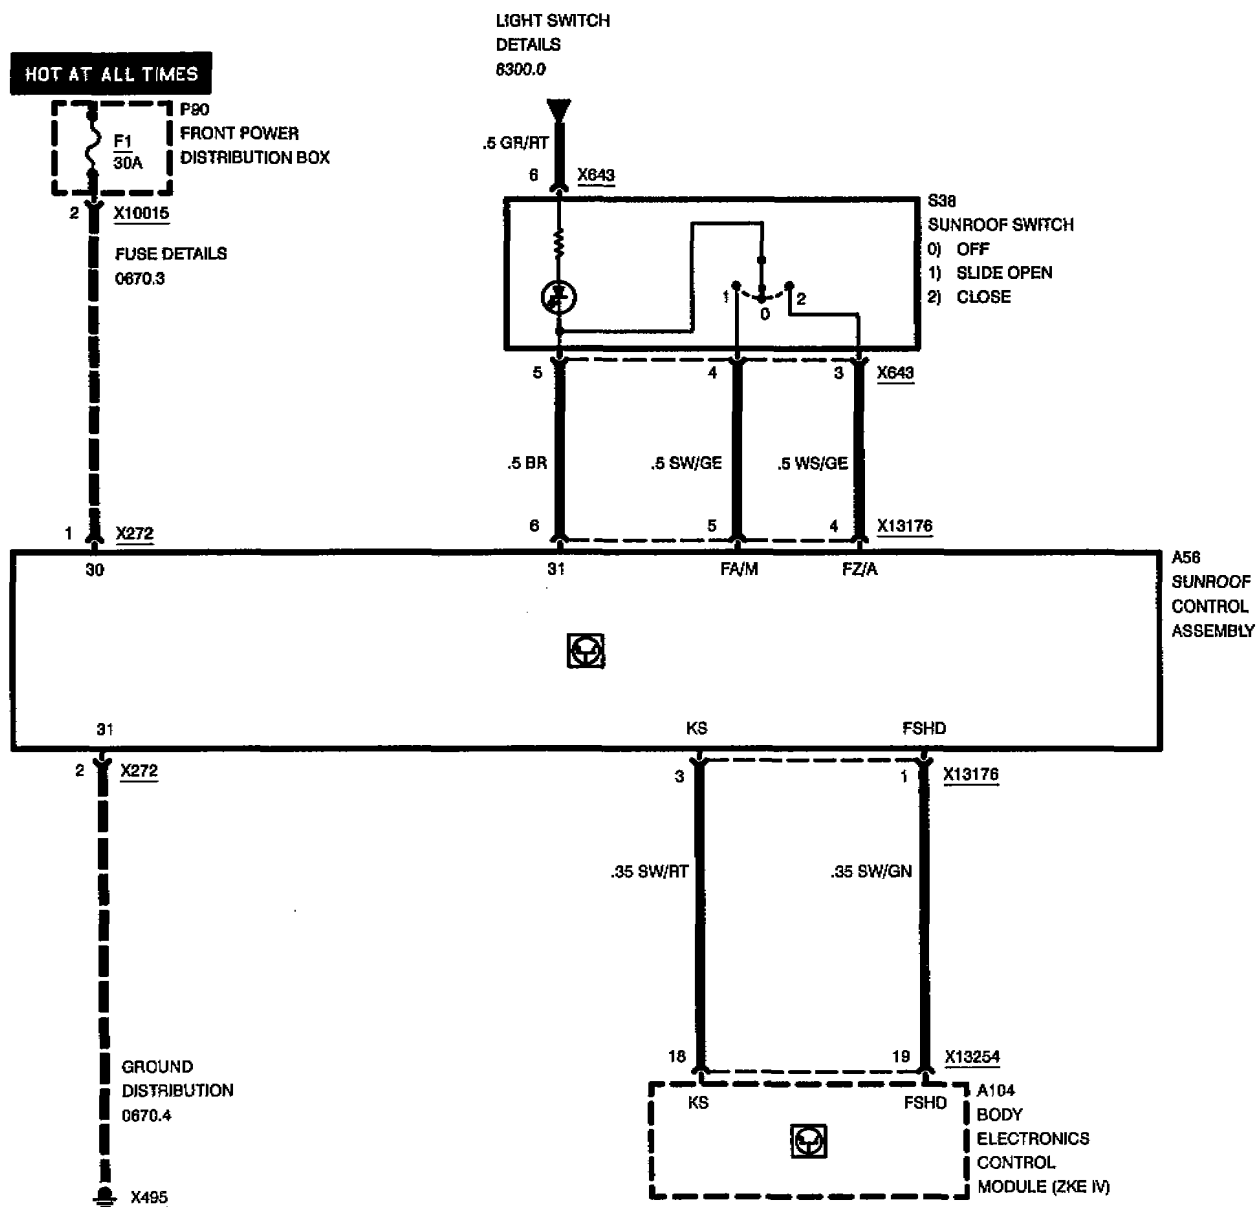 LIGHT SWITCH
DETAILS
6300.0
HOT AT ALL TIMES
P90
FRONT POWER
DISTRIBUTION BOX
F1
30A
2 X10015
FUSE DETAILS
0670.3
.5 GR/RT
6 X643
S38
SUNROOF SWITCH
0) OFF
1) SLIDE OPEN
2) CLOSE
1 0 2
5 4 3 X643
.5 BR .5 SW/GE .5 WS/GE
1 X272
6 5 4 X13176
30 31 FA/M FZ/A
A56
SUNROOF
CONTROL
ASSEMBLY
31 KS FSHD
2 X272
3 1 X13176
.35 SW/RT .35 SW/GN
GROUND
DISTRIBUTION
0670.4
X495
18 19 X13254
KS FSHD
A104
BODY
ELECTRONICS
CONTROL
MODULE (ZKE IV)